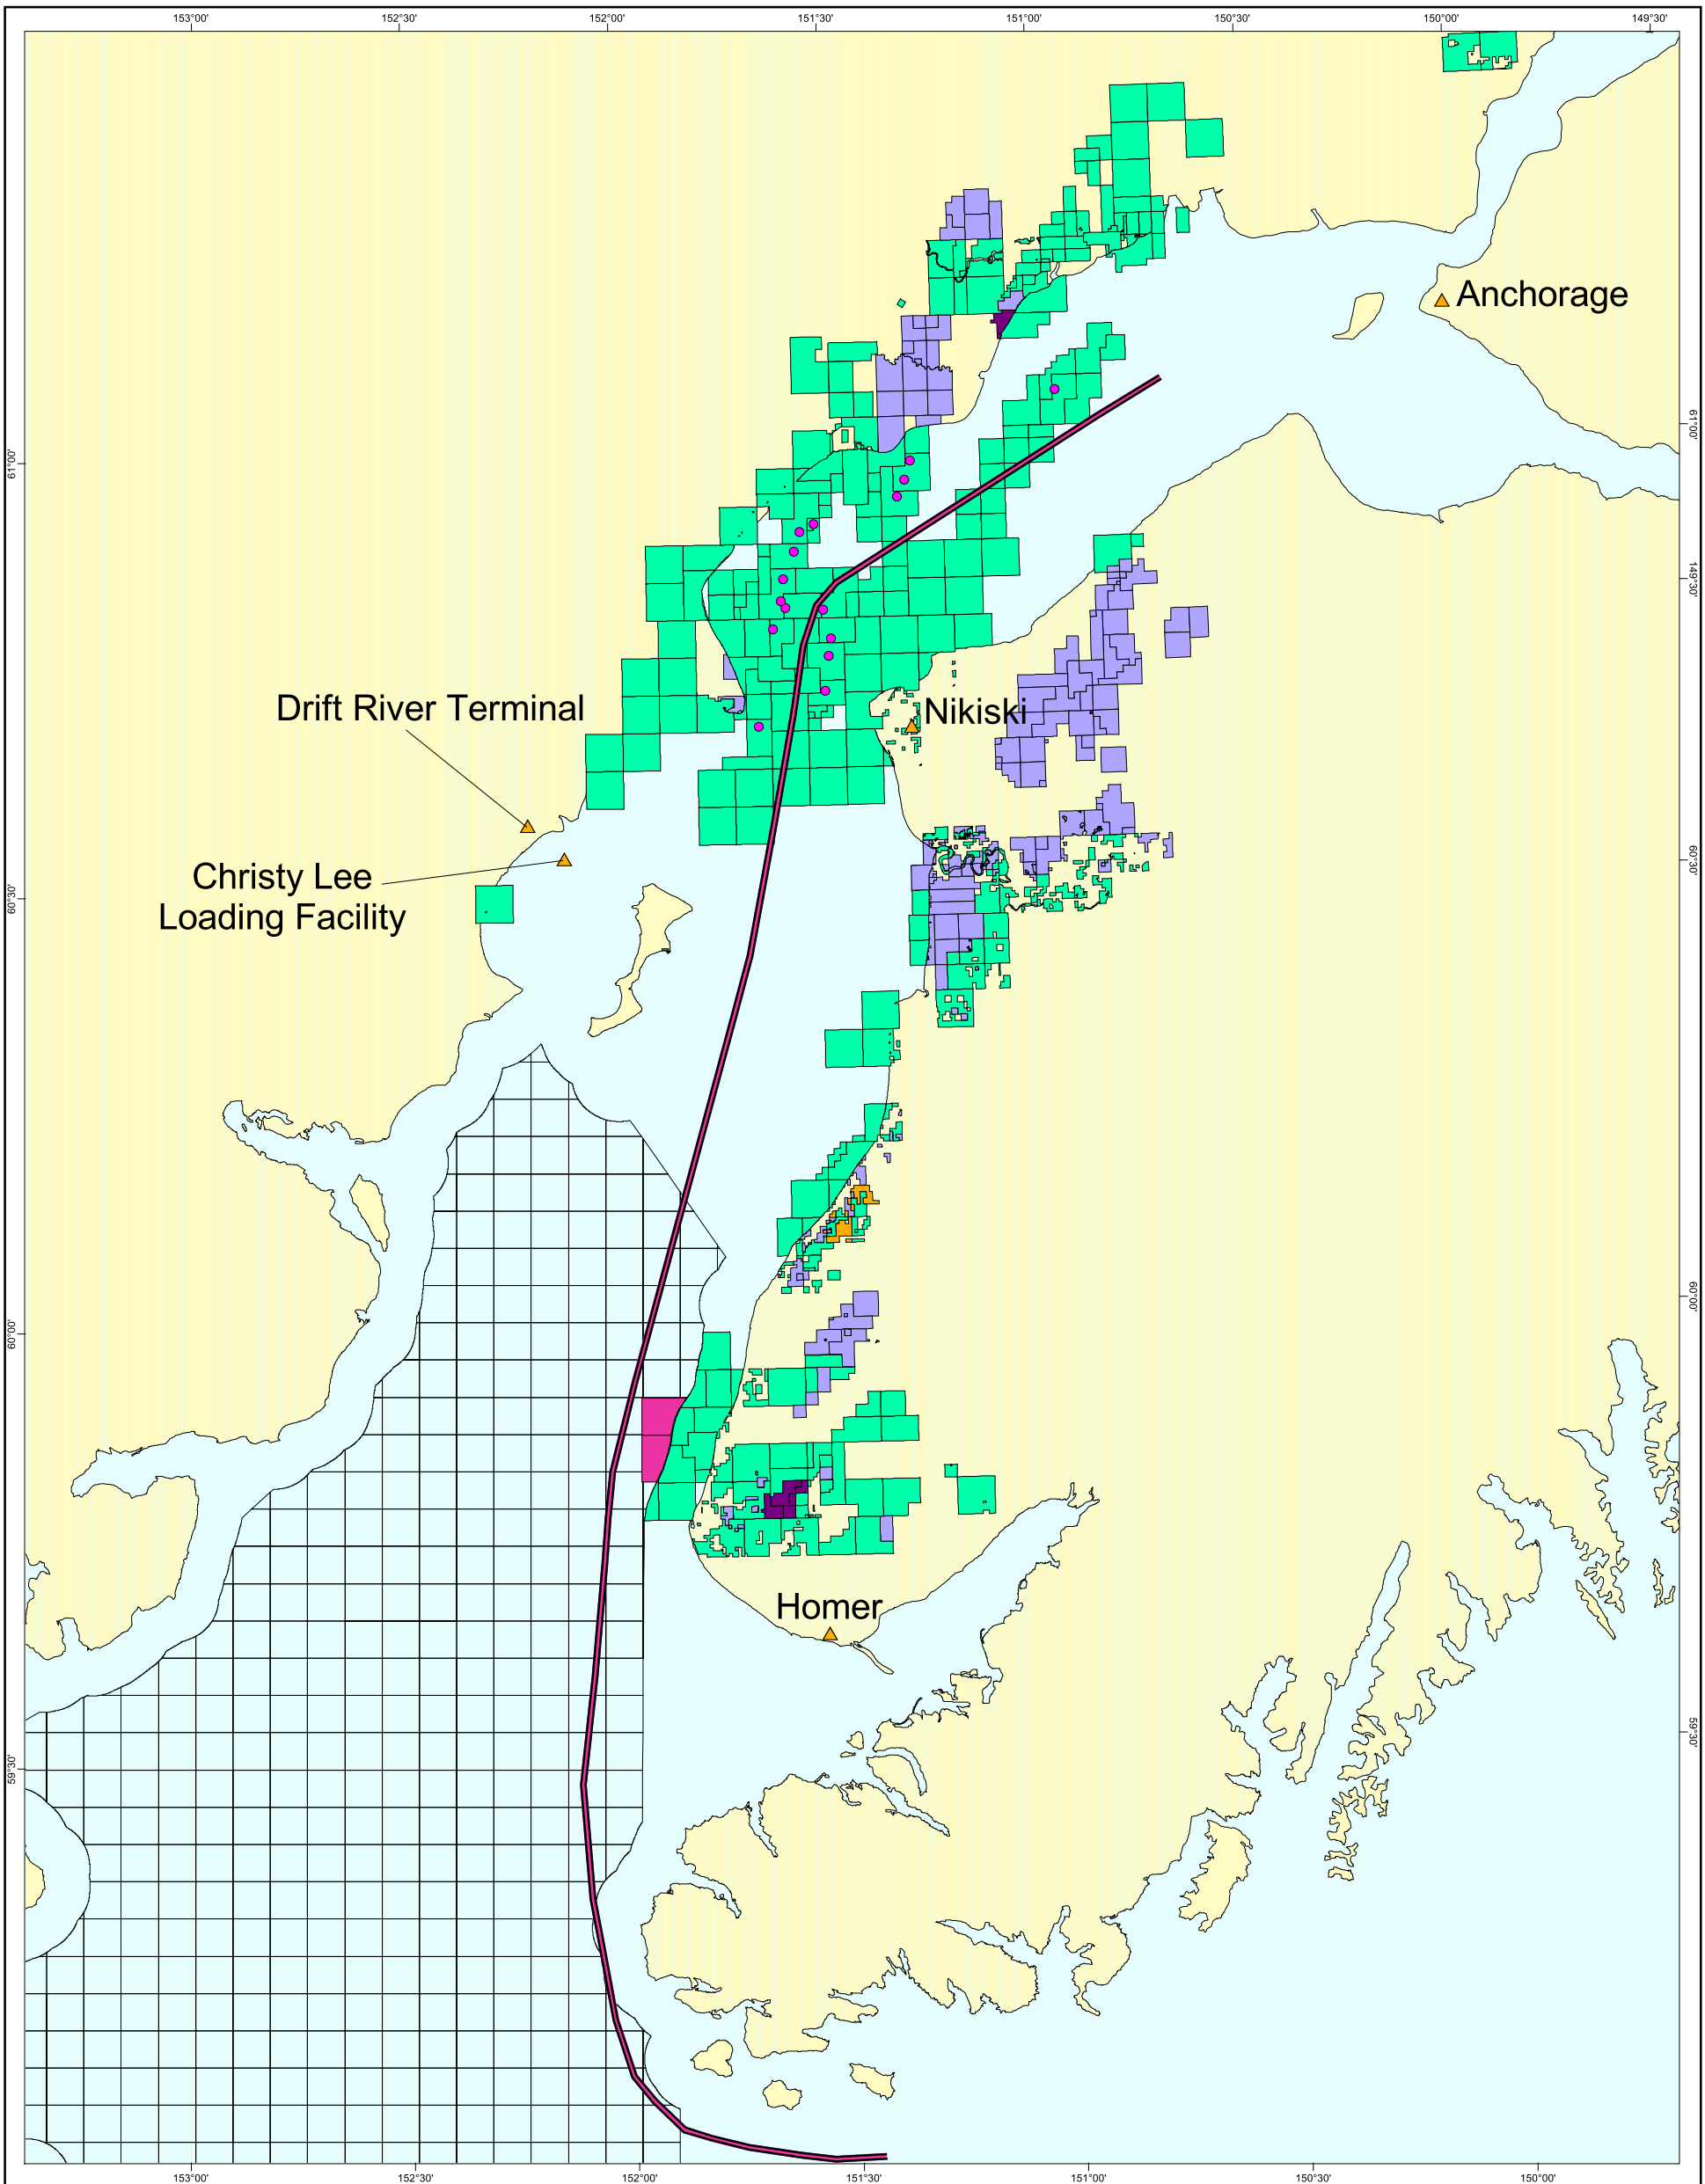 153°00' 152°30' 152°00' 151°30' 151°00' 150°30' 150°00' 149°30'
Anchorage
61°00'
61°00'
149°30'
Drift River Terminal
Nikiski
Christy Lee
Loading Facility
60°30'
60°30'
60°00'
60°00'
Homer
59°30'
59°30'
153°00' 152°30' 152°00' 151°30' 151°00' 150°30' 150°00'